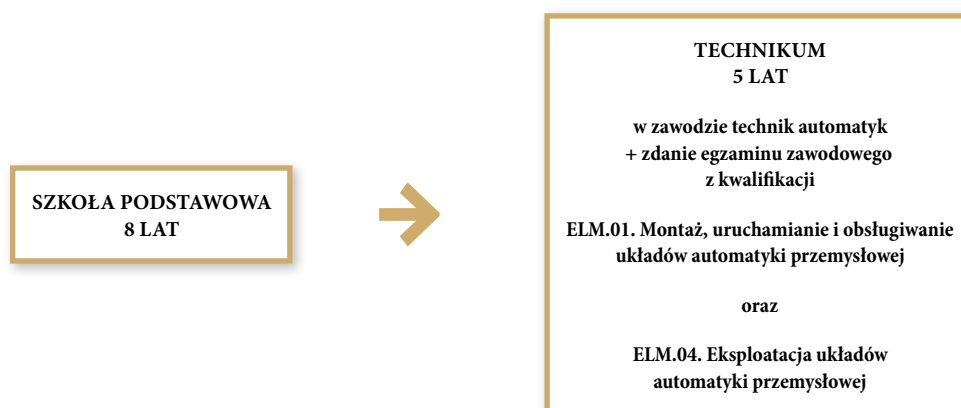 SZKOŁA PODSTAWOWA
8 LAT
TECHNIKUM
5 LAT
w zawodzie technik automatyk
+ zdanie egzaminu zawodowego
z kwalifikacji
ELM.01. Montaż, uruchamianie i obsługiwanie
układów automatyki przemysłowej
oraz
ELM.04. Eksploatacja układów
automatyki przemysłowej